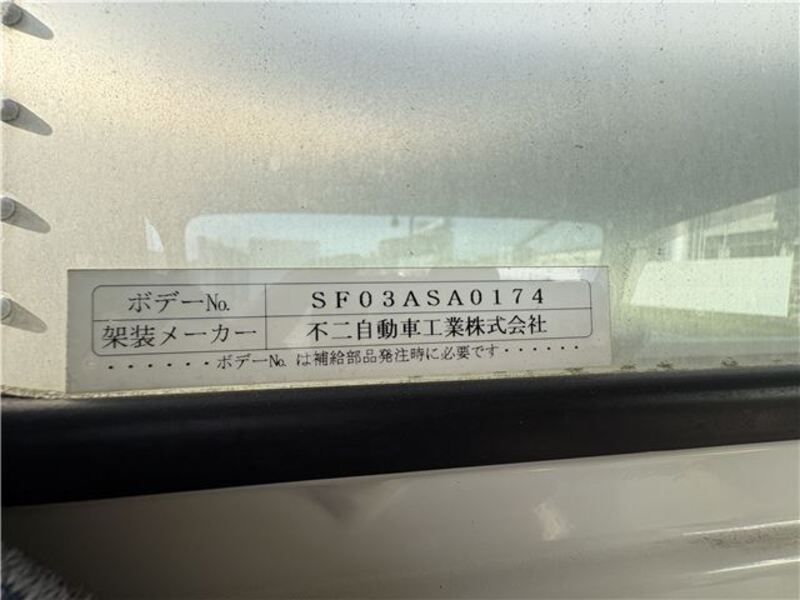 ボデー№ SF03ASA0174
架装メーカー 不二自動車工業株式会社
・・・・・・ボデー№は補給部品発注時に必要です・・・・・・